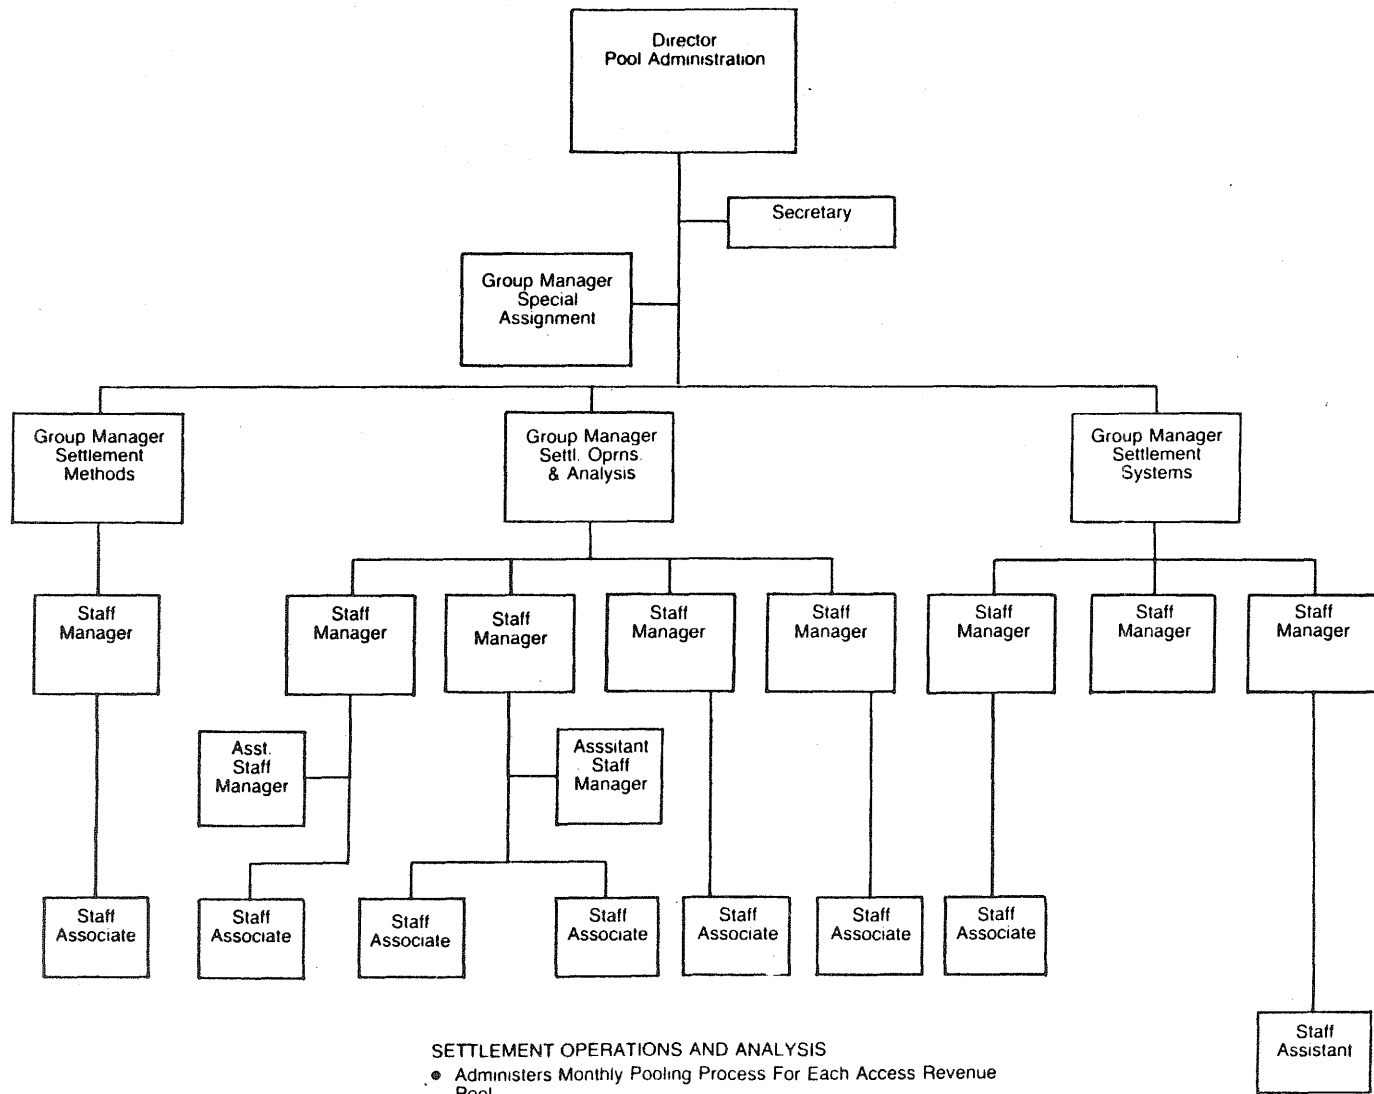 Director
Pool Administration
Secretary
Group Manager
Special
Assignment
Group Manager
Settlement
Methods
Group Manager
Settl. Oprns.
& Analysis
Group Manager
Settlement
Systems
Staff
Manager
Staff
Manager
Staff
Manager
Staff
Manager
Staff
Manager
Staff
Manager
Staff
Manager
Staff
Manager
Asst.
Staff
Manager
Asssitant
Staff
Manager
Staff
Associate
Staff
Associate
Staff
Associate
Staff
Associate
Staff
Associate
Staff
Associate
Staff
Associate
Staff
Assistant
SETTLEMENT OPERATIONS AND ANALYSIS
● Administers Monthly Pooling Process For Each Access Revenue
Pool